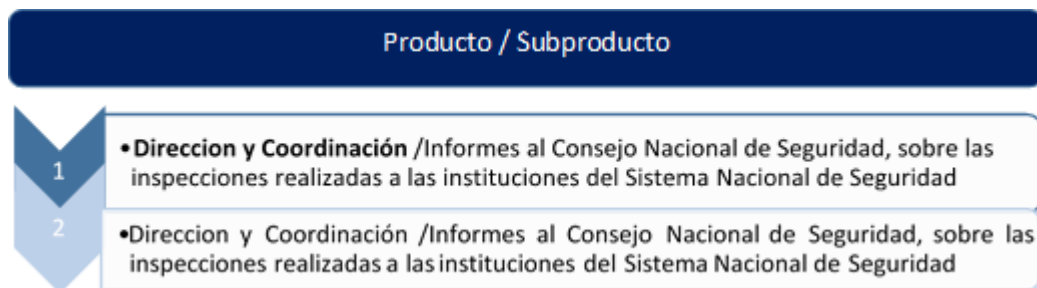 Producto / Subproducto
1
•Direccion y Coordinación /Informes al Consejo Nacional de Seguridad, sobre las
inspecciones realizadas a las instituciones del Sistema Nacional de Seguridad
2
•Direccion y Coordinación /Informes al Consejo Nacional de Seguridad, sobre las
inspecciones realizadas a las instituciones del Sistema Nacional de Seguridad